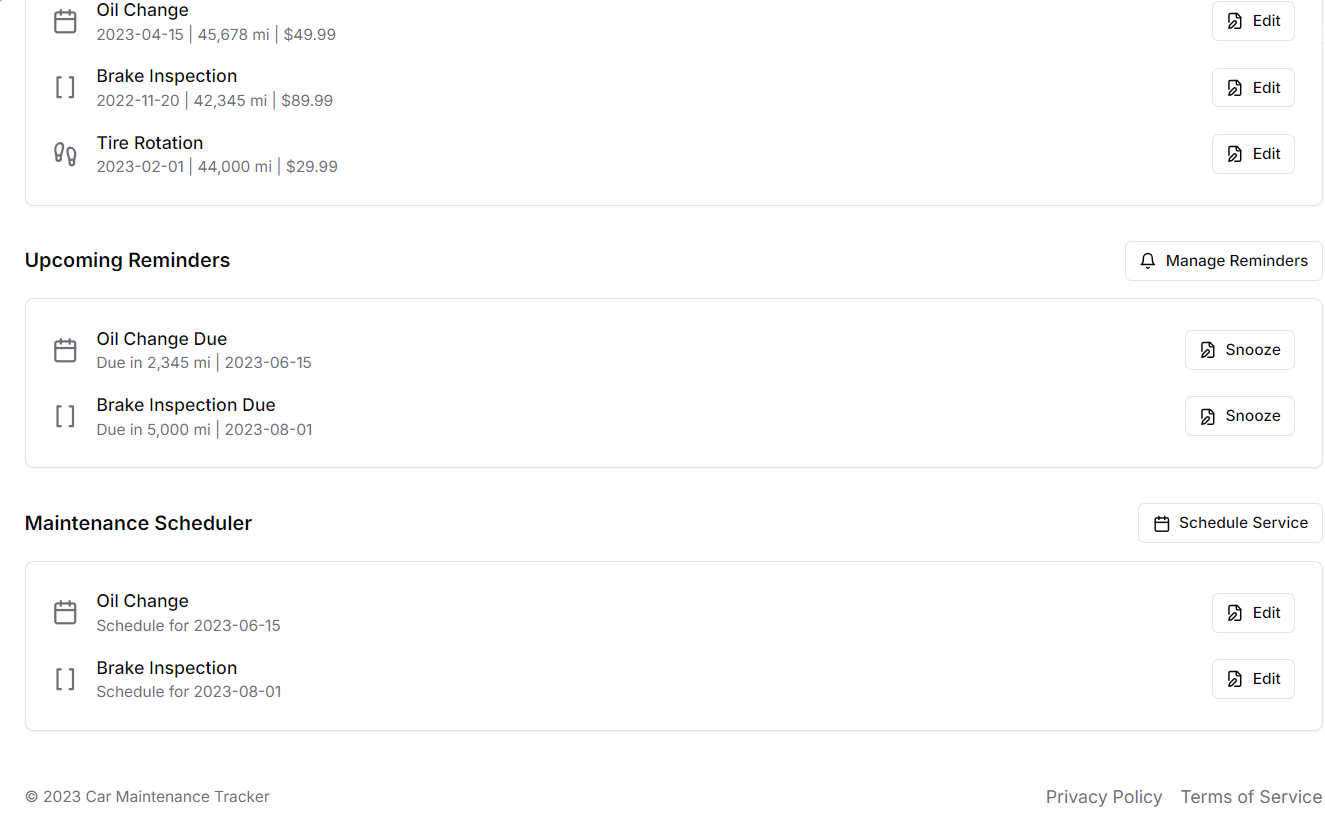 Oil Change
2023-04-15 | 45,678 mi | $49.99
Edit
Brake Inspection
2022-11-20 | 42,345 mi | $89.99
Edit
Tire Rotation
2023-02-01 | 44,000 mi | $29.99
Edit
Upcoming Reminders
Manage Reminders
Oil Change Due
Due in 2,345 mi | 2023-06-15
Snooze
Brake Inspection Due
Due in 5,000 mi | 2023-08-01
Snooze
Maintenance Scheduler
Schedule Service
Oil Change
Schedule for 2023-06-15
Edit
Brake Inspection
Schedule for 2023-08-01
Edit
© 2023 Car Maintenance Tracker
Privacy Policy Terms of Service